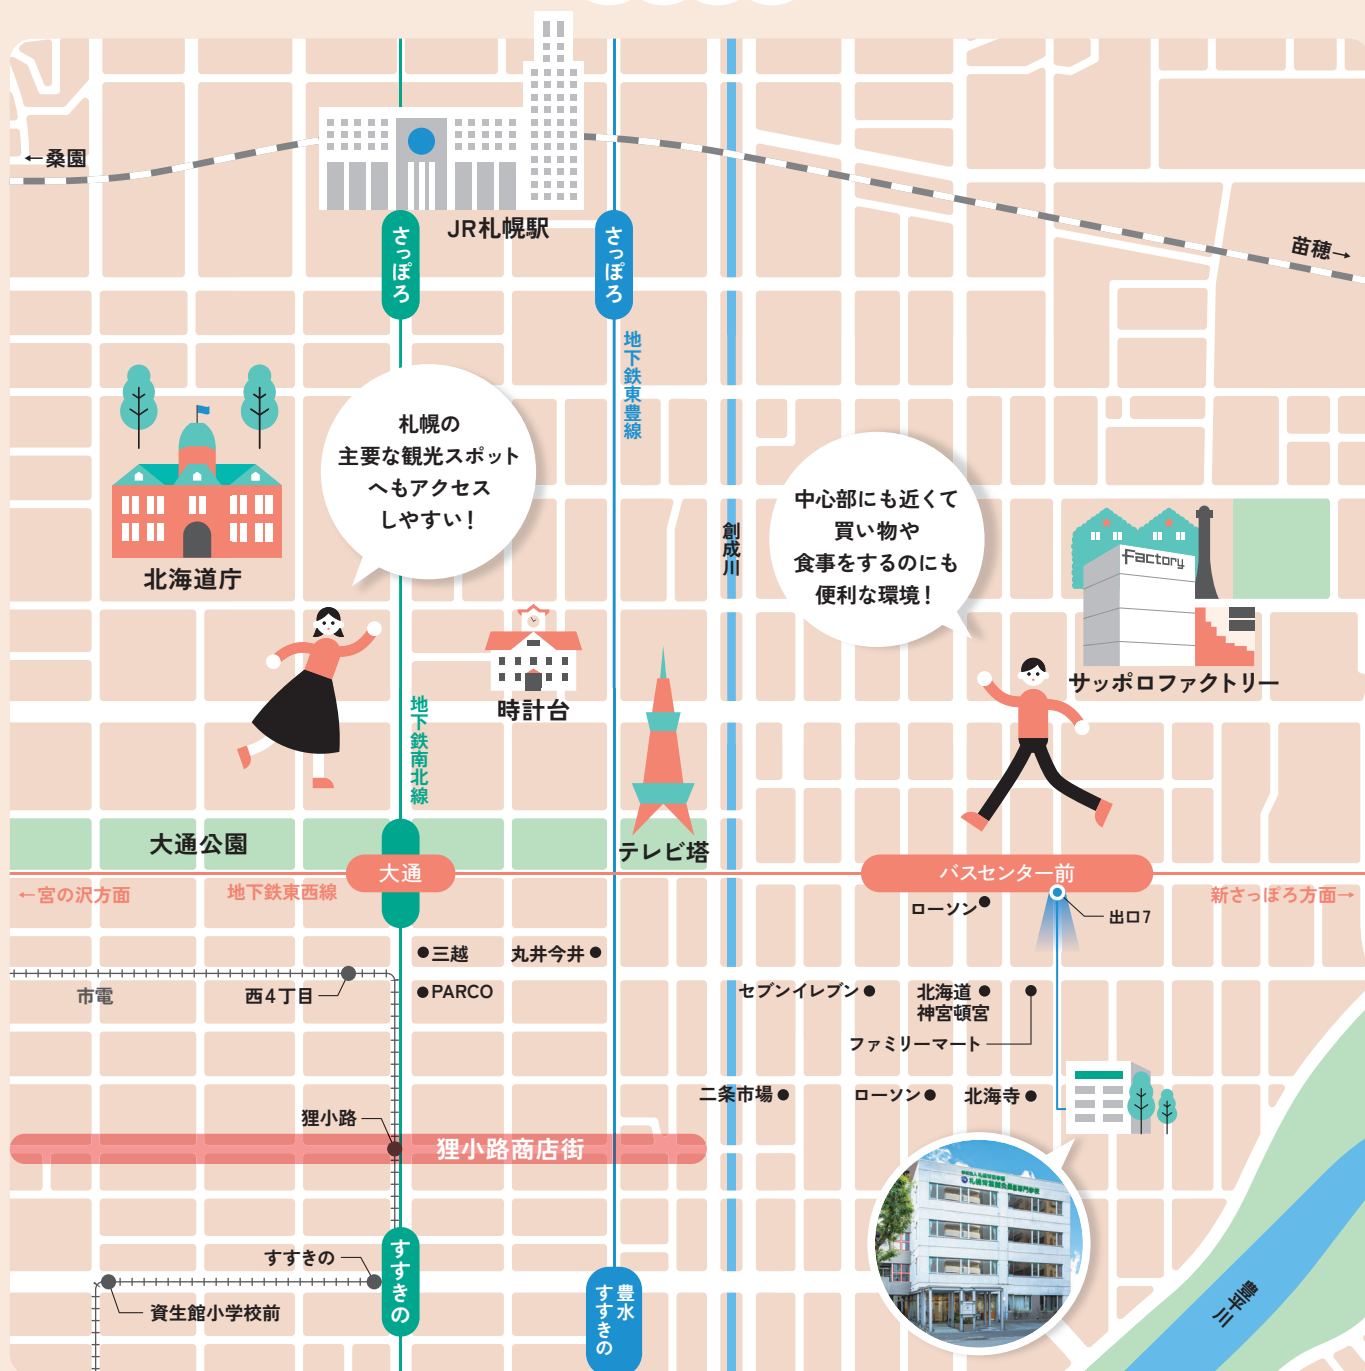 ←桑園
JR札幌駅
さっぽろ
さっぽろ
苗穂→
地下鉄東豊線
札幌の
主要な観光スポット
へもアクセス
しやすい！
中心部にも近くて
買い物や
食事をするのにも
便利な環境！
創成川
Factory
北海道庁
サッポロファクトリー
時計台
地下鉄南北線
大通公園
テレビ塔
大通
バスセンター前
←宮の沢方面
地下鉄東西線
新さっぽろ方面→
ローソン
出口7
三越
丸井今井
市電
西4丁目
PARCO
セブンイレブン
北海道
神宮頓宮
ファミリーマート
二条市場
ローソン
北海寺
狸小路
狸小路商店街
すすきの
すすきの
資生館小学校前
豊水
すすきの
豊平川